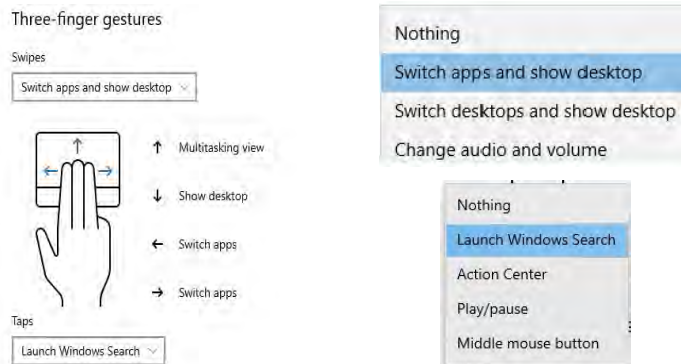 Three-finger gestures
Swipes
Switch apps and show desktop
↑ Multitasking view
↓ Show desktop
← Switch apps
→ Switch apps
Taps
Launch Windows Search
Nothing
Switch apps and show desktop
Switch desktops and show desktop
Change audio and volume
Nothing
Launch Windows Search
Action Center
Play/pause
Middle mouse button